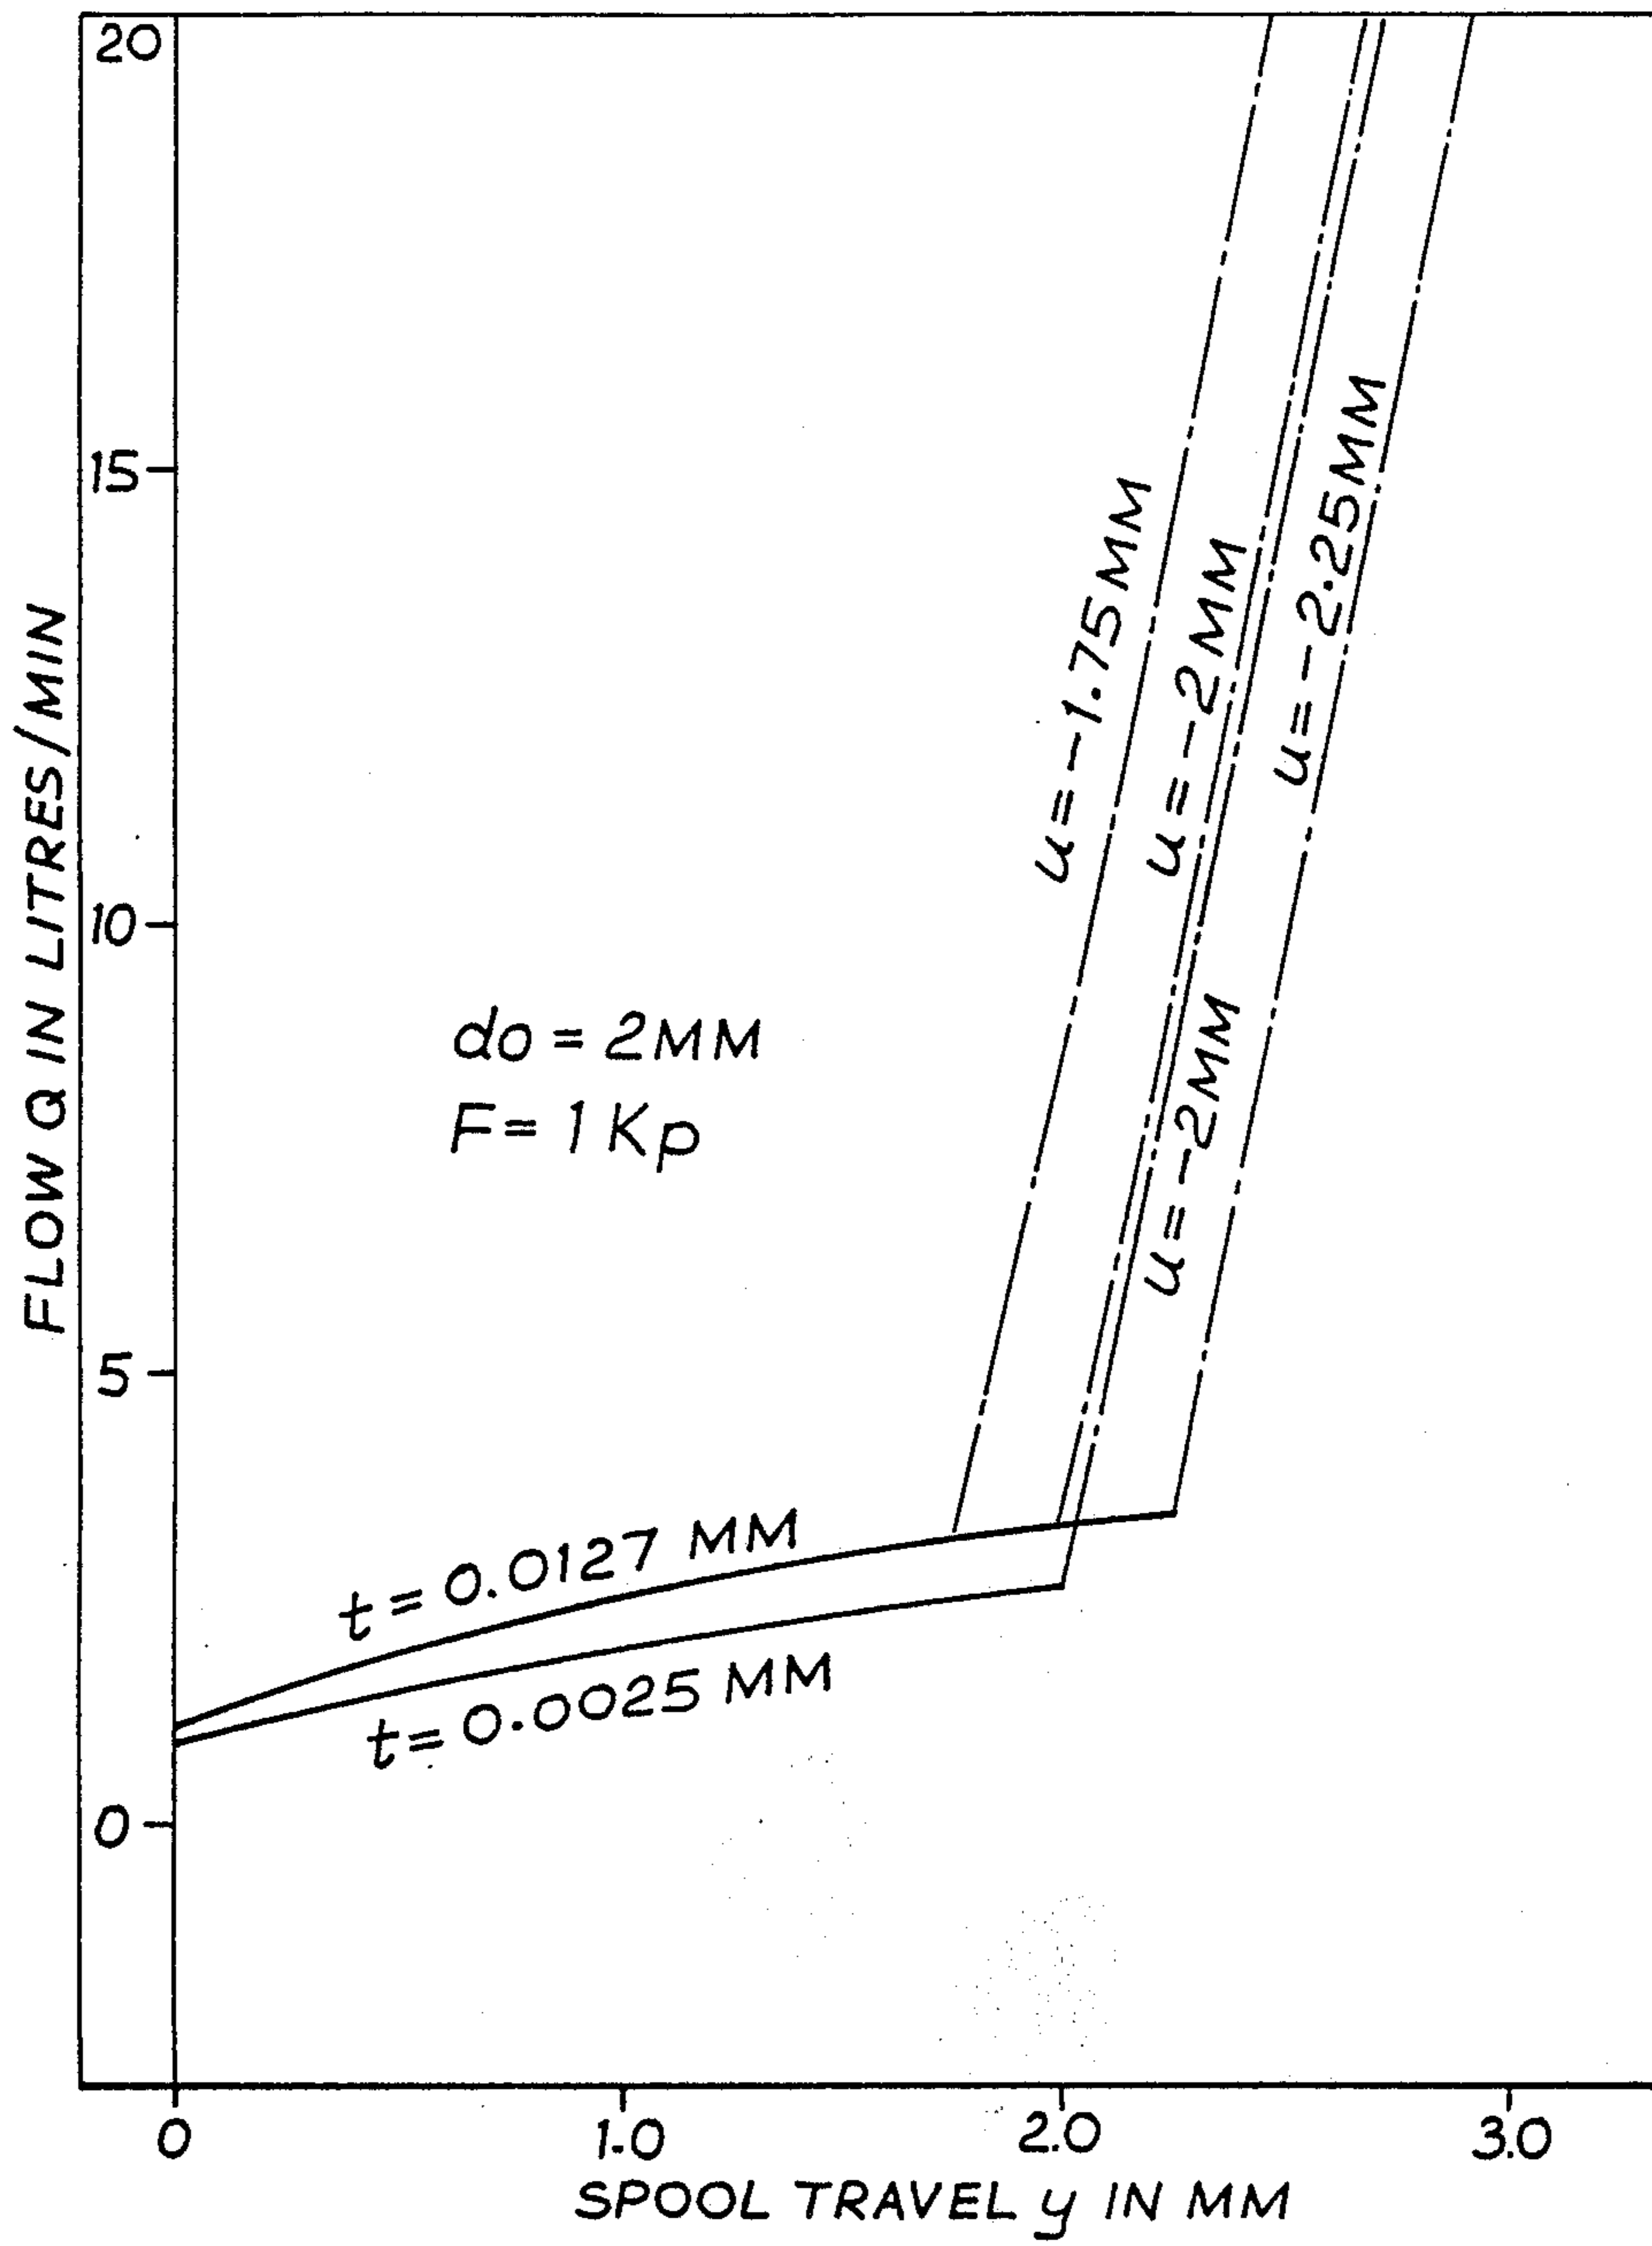 20
15
10
5
0
FLOW Q IN LITRES/MIN
do = 2MM
F = 1 Kp
u = -1.75MM
u = -2MM
u = -2.25MM
u = -2MM
t = 0.0127 MM
t = 0.0025 MM
0 1.0 2.0 3.0
SPOOL TRAVEL y IN MM